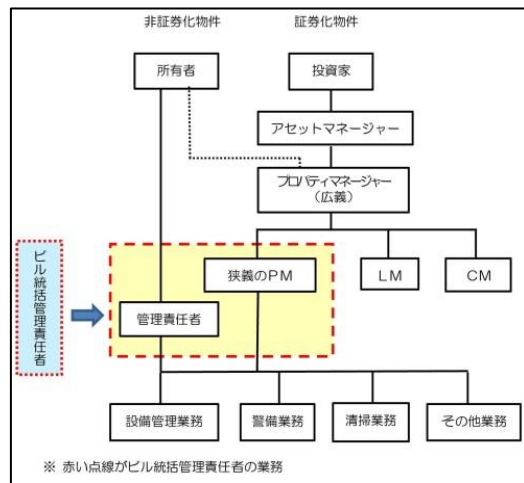 非証券化物件
証券化物件
所有者
投資家
アセットマネージャー
プロパティマネージャー
（広義）
狭義のPM
LM
CM
ビル統括管理責任者
管理責任者
設備管理業務
警備業務
清掃業務
その他業務
※ 赤い点線がビル統括管理責任者の業務